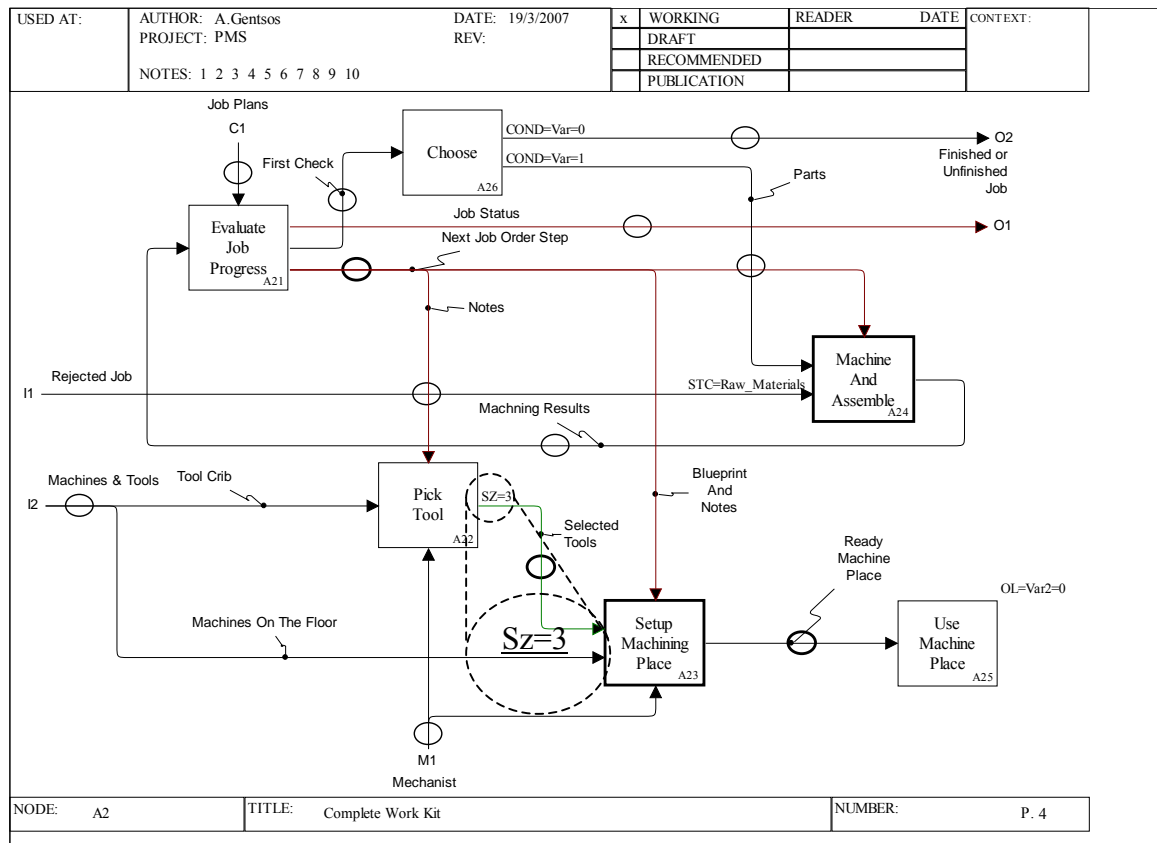 USED AT:
AUTHOR: A.Gentsos
DATE: 19/3/2007
PROJECT: PMS
REV:
NOTES: 1 2 3 4 5 6 7 8 9 10
x WORKING
DRAFT
RECOMMENDED
PUBLICATION
READER DATE
CONTEXT:
Job Plans
C1
First Check
Choose
A26
COND=Var=0
COND=Var=1
O2
Finished or
Unfinished
Job
Parts
Evaluate
Job
Progress
A21
Job Status
O1
Next Job Order Step
Notes
Rejected Job
I1
STC=Raw_Materials
Machine
And
Assemble
A24
Machning Results
Machines & Tools
I2
Tool Crib
Pick
Tool
A22
SZ=3
Selected
Tools
Blueprint
And
Notes
Ready
Machine
Place
OL=Var2=0
Machines On The Floor
Sz=3
Setup
Machining
Place
A23
Use
Machine
Place
A25
M1
Mechanist
NODE: A2
TITLE: Complete Work Kit
NUMBER: P. 4